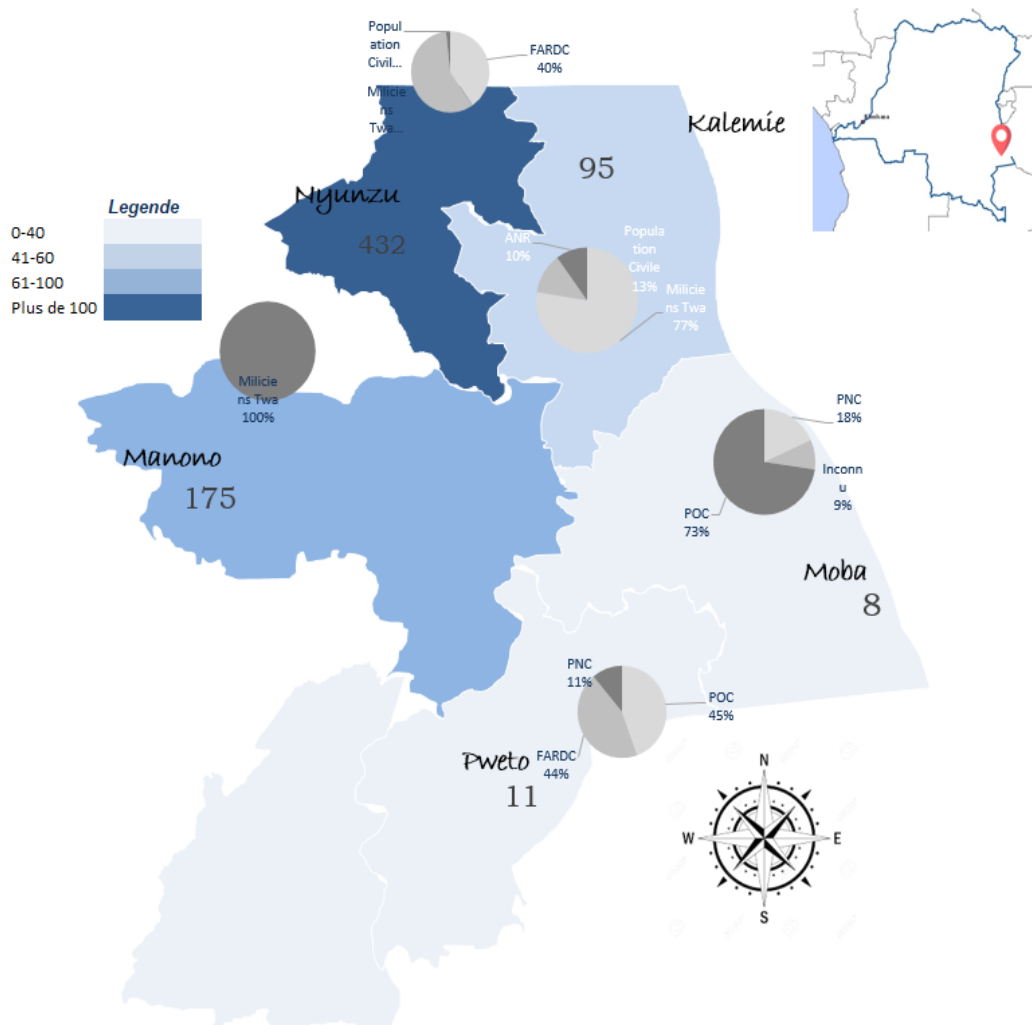 Popul
ation
Civil...
FARDC
40%
Milicie
ns
Twa...
Kalemie
95
Nyunzu
432
Legende
0-40
41-60
61-100
Plus de 100
ANR
10%
Popula
tion
Civile
13%
Milicie
ns Twa
77%
Milicie
ns Twa
100%
Manono
175
PNC
18%
Inconn
u
9%
POC
73%
Moba
8
PNC
11%
POC
45%
FARDC
44%
Pweto
11
N
W
E
S